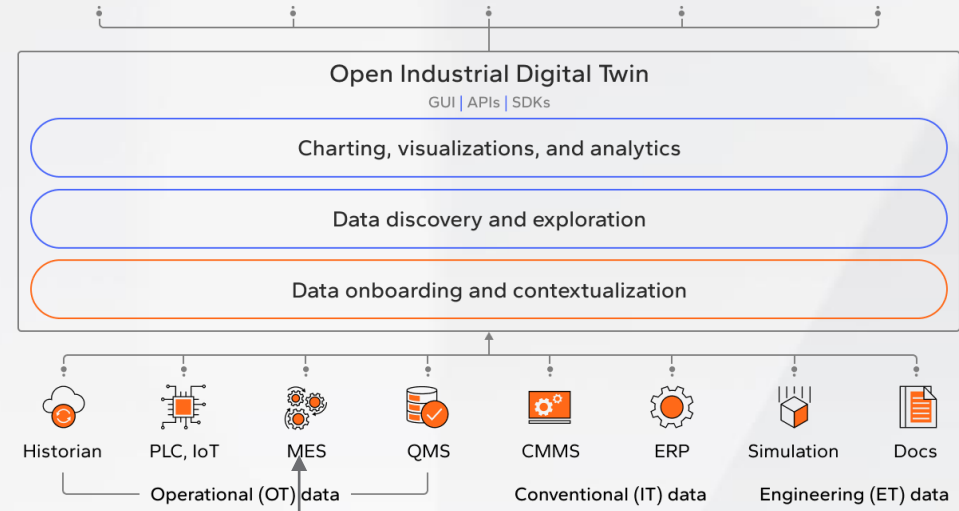 Open Industrial Digital Twin
GUI | APIs | SDKs
Charting, visualizations, and analytics
Data discovery and exploration
Data onboarding and contextualization
Historian PLC, IoT MES QMS CMMS ERP Simulation Docs
Operational (OT) data Conventional (IT) data Engineering (ET) data